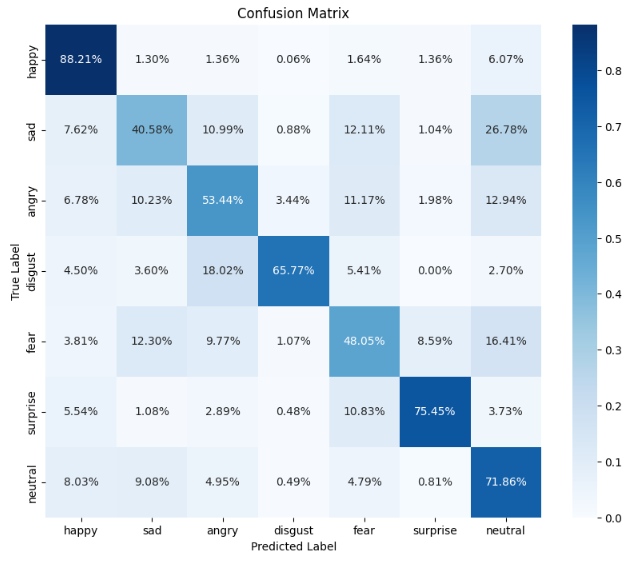 Confusion Matrix
happy 88.21% 1.30% 1.36% 0.06% 1.64% 1.36% 6.07%
sad 7.62% 40.58% 10.99% 0.88% 12.11% 1.04% 26.78%
angry 6.78% 10.23% 53.44% 3.44% 11.17% 1.98% 12.94%
disgust 4.50% 3.60% 18.02% 65.77% 5.41% 0.00% 2.70%
fear 3.81% 12.30% 9.77% 1.07% 48.05% 8.59% 16.41%
surprise 5.54% 1.08% 2.89% 0.48% 10.83% 75.45% 3.73%
neutral 8.03% 9.08% 4.95% 0.49% 4.79% 0.81% 71.86%
happy sad angry disgust fear surprise neutral
Predicted Label
True Label
0.8
0.7
0.6
0.5
0.4
0.3
0.2
0.1
0.0